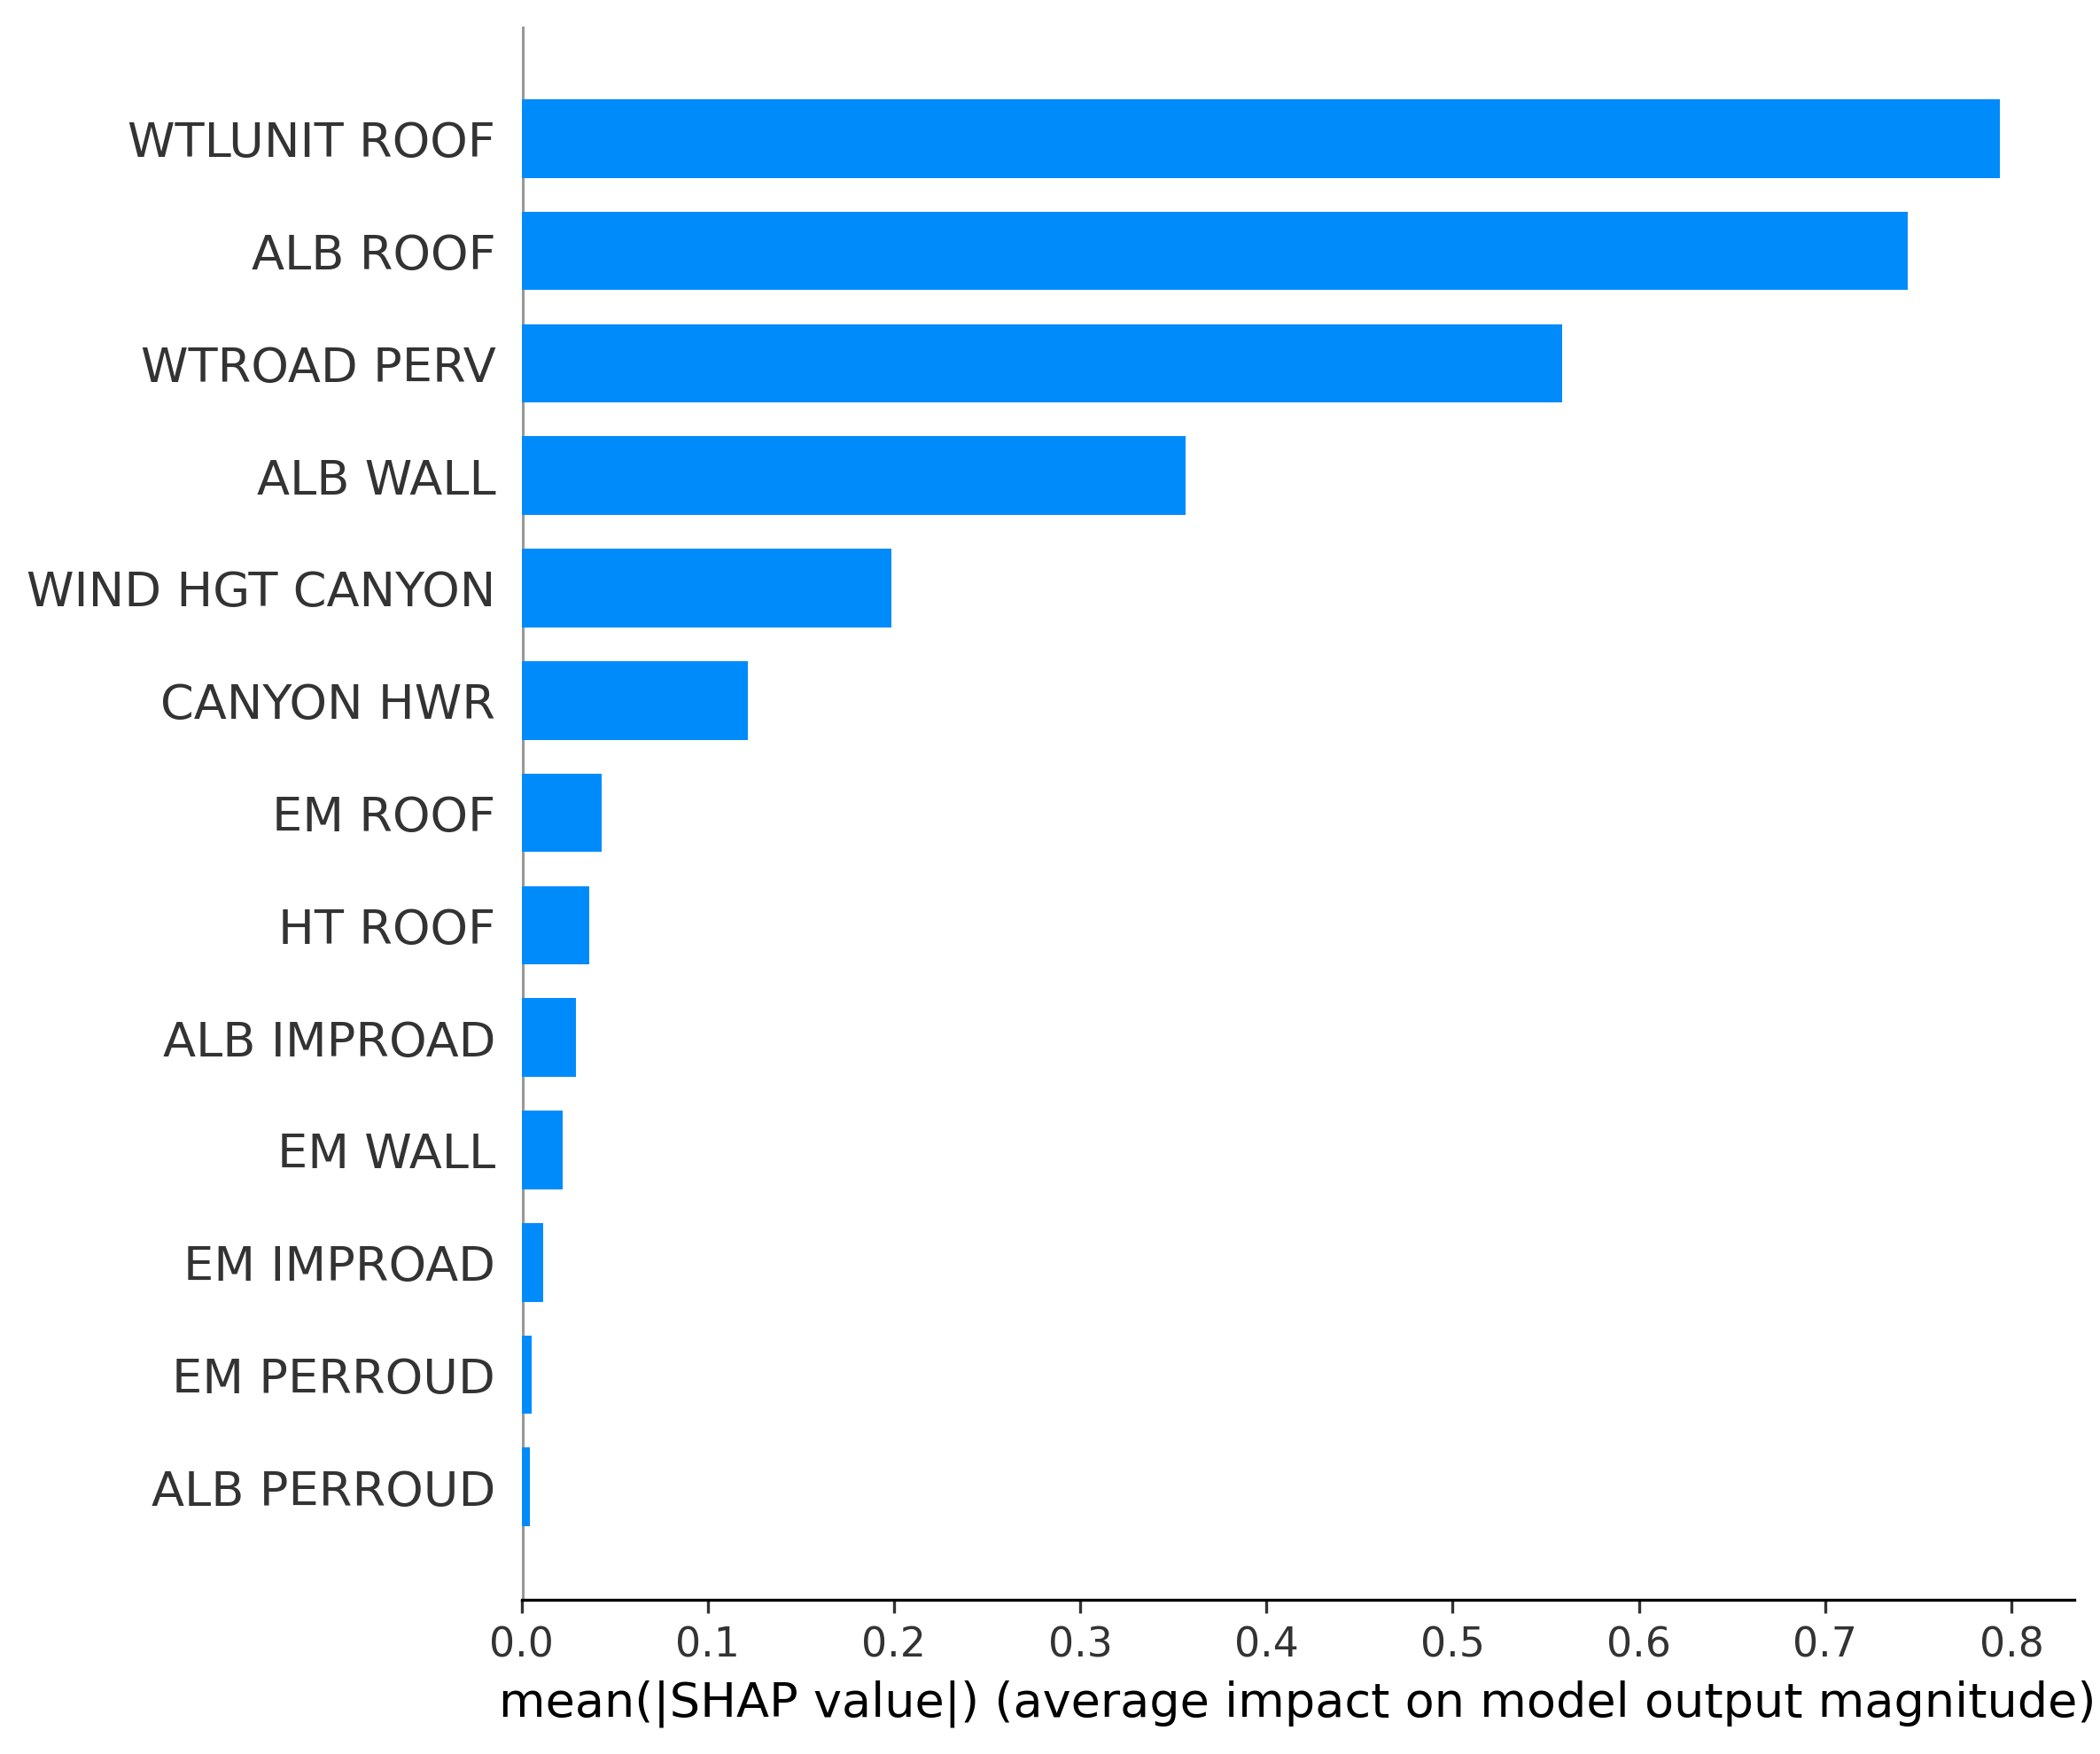 WTLUNIT ROOF
ALB ROOF
WTROAD PERV
ALB WALL
WIND HGT CANYON
CANYON HWR
EM ROOF
HT ROOF
ALB IMPROAD
EM WALL
EM IMPROAD
EM PERROUD
ALB PERROUD
0.0 0.1 0.2 0.3 0.4 0.5 0.6 0.7 0.8
mean(|SHAP value|) (average impact on model output magnitude)